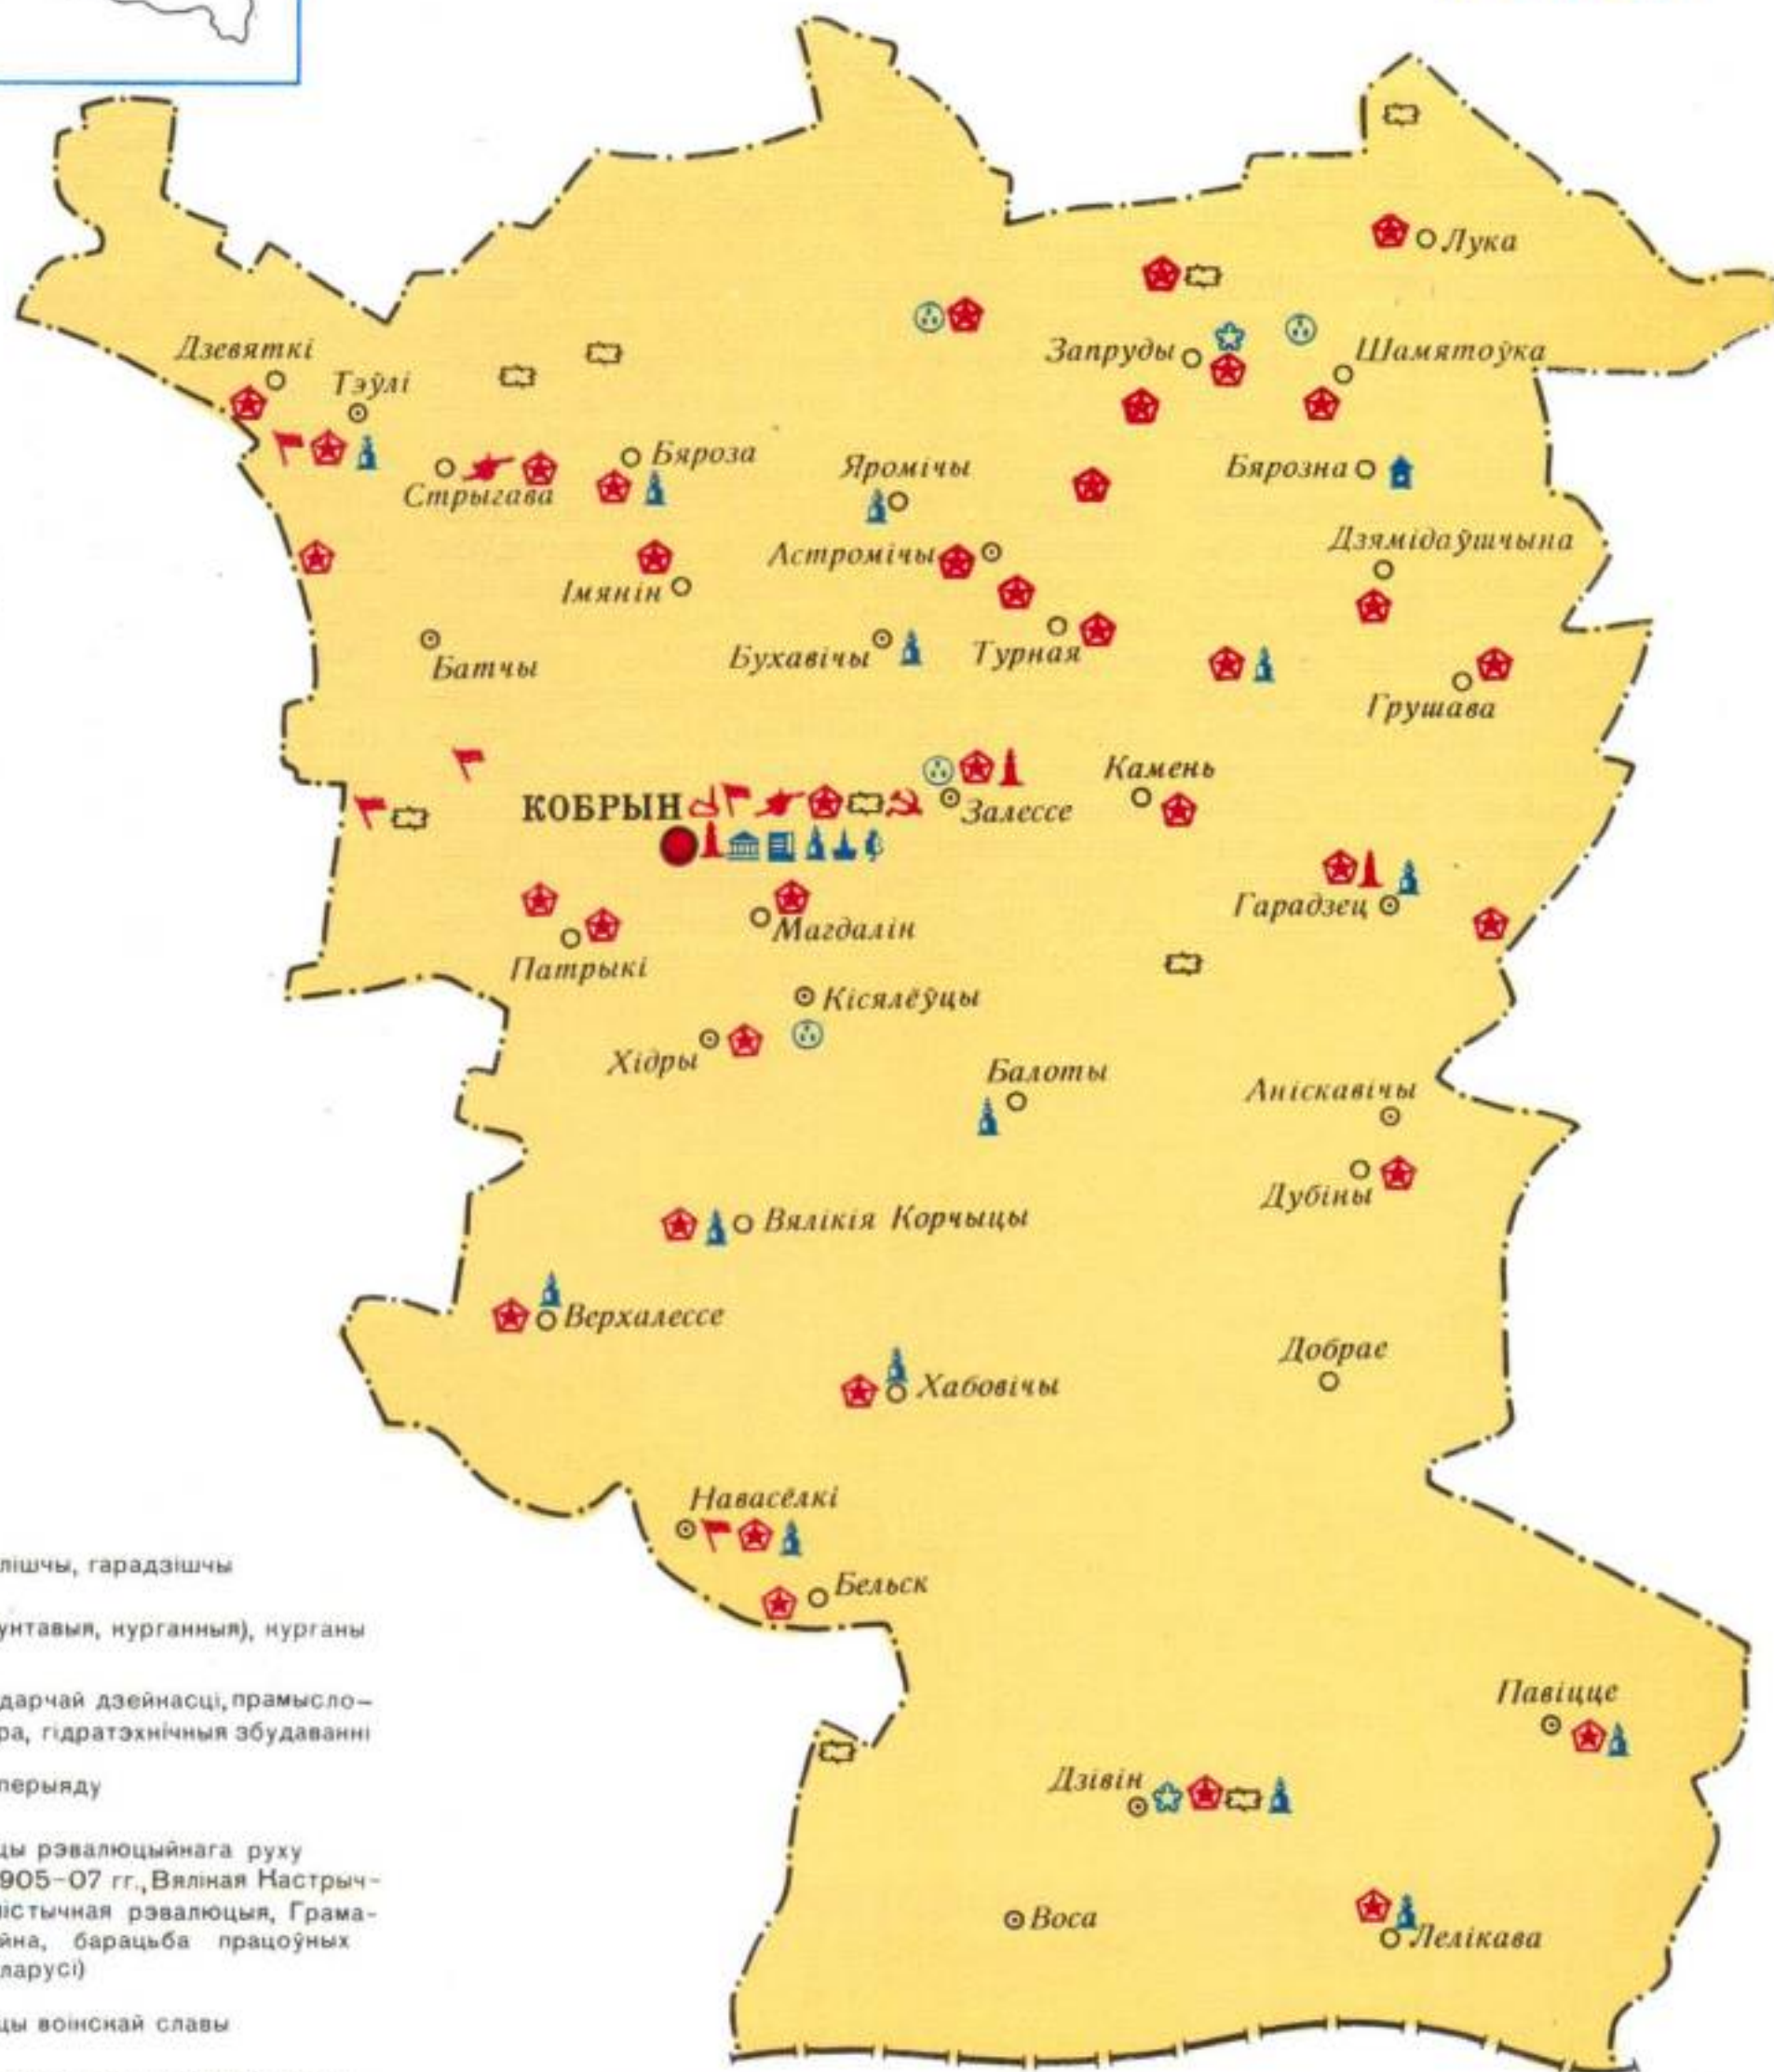 Лука
Запруды
Шамятоўка
Дзевяткі
Тэўлі
Бяроза
Стрыгава
Яромічы
Бярозна
Астромічы
Дзямідаўшчына
Імянін
Батчы
Бухавічы
Турная
Грушава
Камень
КОБРЫН
Залессе
Гарадзец
Магдалін
Патрыкі
Кісялёўцы
Хідры
Балоты
Аніскавічы
Дубіны
Вялікія Корчыцы
Верхалессе
Добрае
Хабовічы
Навасёлкі
Бельск
Павіцце
Дзівін
Воса
Лелікава
лішчы, гарадзішчы
унтавыя, курганныя), курганы
дарчай дзейнасці, прамысло-
ра, гідратэхнічныя збудаванні
перыяду
цы рэвалюцыйнага руху
905-07 гг., Вялікая Кастрыч-
істычная рэвалюцыя, Грама-
йна, барацьба працоўных
ларусі)
цы воінскай славы